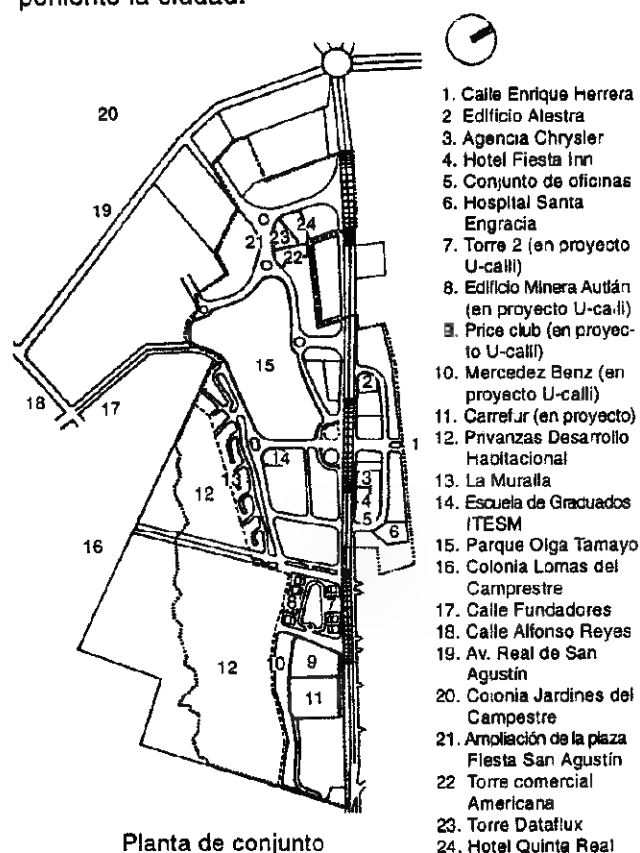 poniente la ciudad.
1. Calle Enrique Herrera
2 Edificio Alestra
3. Agencia Chrysler
4. Hotel Fiesta Inn
5. Conjunto de oficinas
6. Hospital Santa
Engracia
7. Torre 2 (en proyecto
U-calli)
8. Edificio Minera Autlán
(en proyecto U-calli)
9. Price club (en proyec-
to U-calli)
10. Mercedez Benz (en
proyecto U-calli)
11. Carrefur (en proyecto)
12. Privanzas Desarrollo
Habitacional
13. La Muralla
14. Escuela de Graduados
ITESM
15. Parque Olga Tamayo
16. Colonia Lomas del
Camprestre
17. Calle Fundadores
18. Calle Alfonso Reyes
19. Av. Real de San
Agustín
20. Colonia Jardines del
Campestre
21. Ampliación de la plaza
Fiesta San Agustín
22 Torre comercial
Americana
23. Torre Dataflux
24. Hotel Quinta Real
20
19
24
21 23
22
15
2
18 17
1
14
13
3
12
4
5
6
16
8
7
12
10
9
11
Planta de conjunto